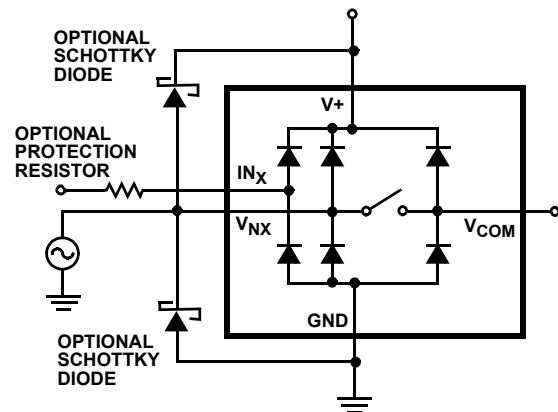 OPTIONAL
SCHOTTKY
DIODE
V+
OPTIONAL
PROTECTION
RESISTOR
INX
VNX
VCOM
GND
OPTIONAL
SCHOTTKY
DIODE